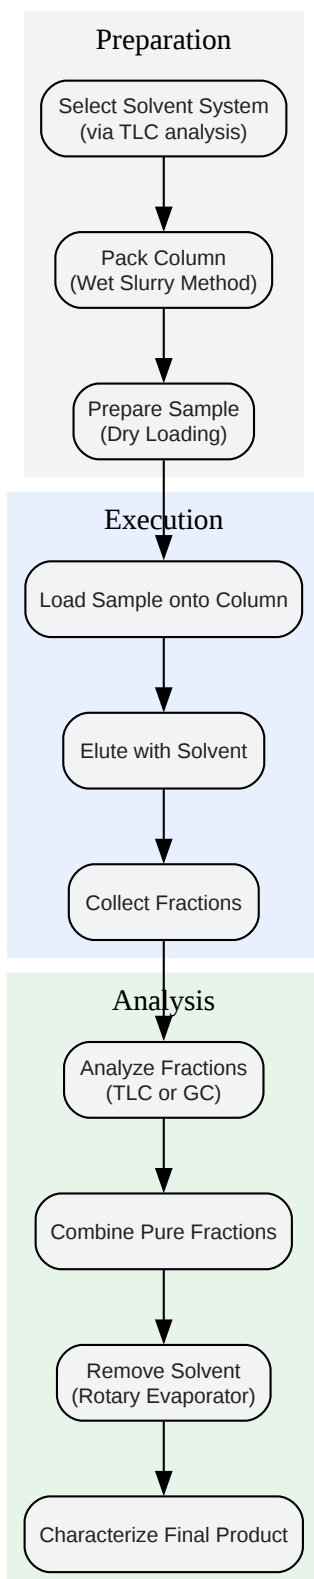 Preparation
Select Solvent System
(via TLC analysis)
Pack Column
(Wet Slurry Method)
Prepare Sample
(Dry Loading)
Execution
Load Sample onto Column
Elute with Solvent
Collect Fractions
Analysis
Analyze Fractions
(TLC or GC)
Combine Pure Fractions
Remove Solvent
(Rotary Evaporator)
Characterize Final Product